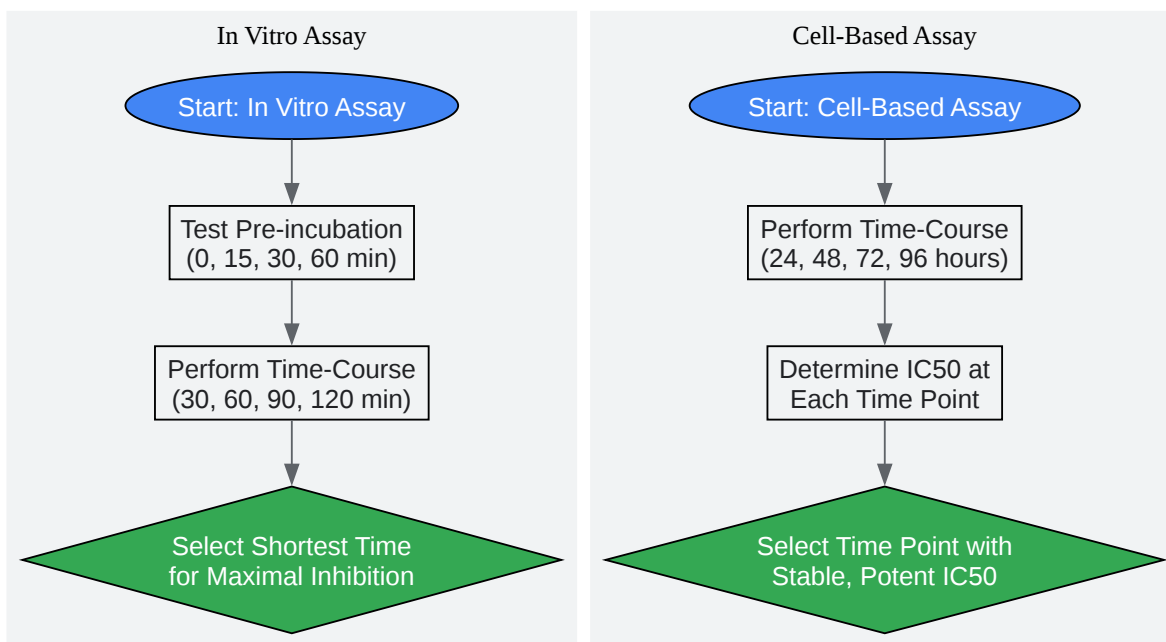 In Vitro Assay
Start: In Vitro Assay
Test Pre-incubation
(0, 15, 30, 60 min)
Perform Time-Course
(30, 60, 90, 120 min)
Select Shortest Time
for Maximal Inhibition
Cell-Based Assay
Start: Cell-Based Assay
Perform Time-Course
(24, 48, 72, 96 hours)
Determine IC50 at
Each Time Point
Select Time Point with
Stable, Potent IC50